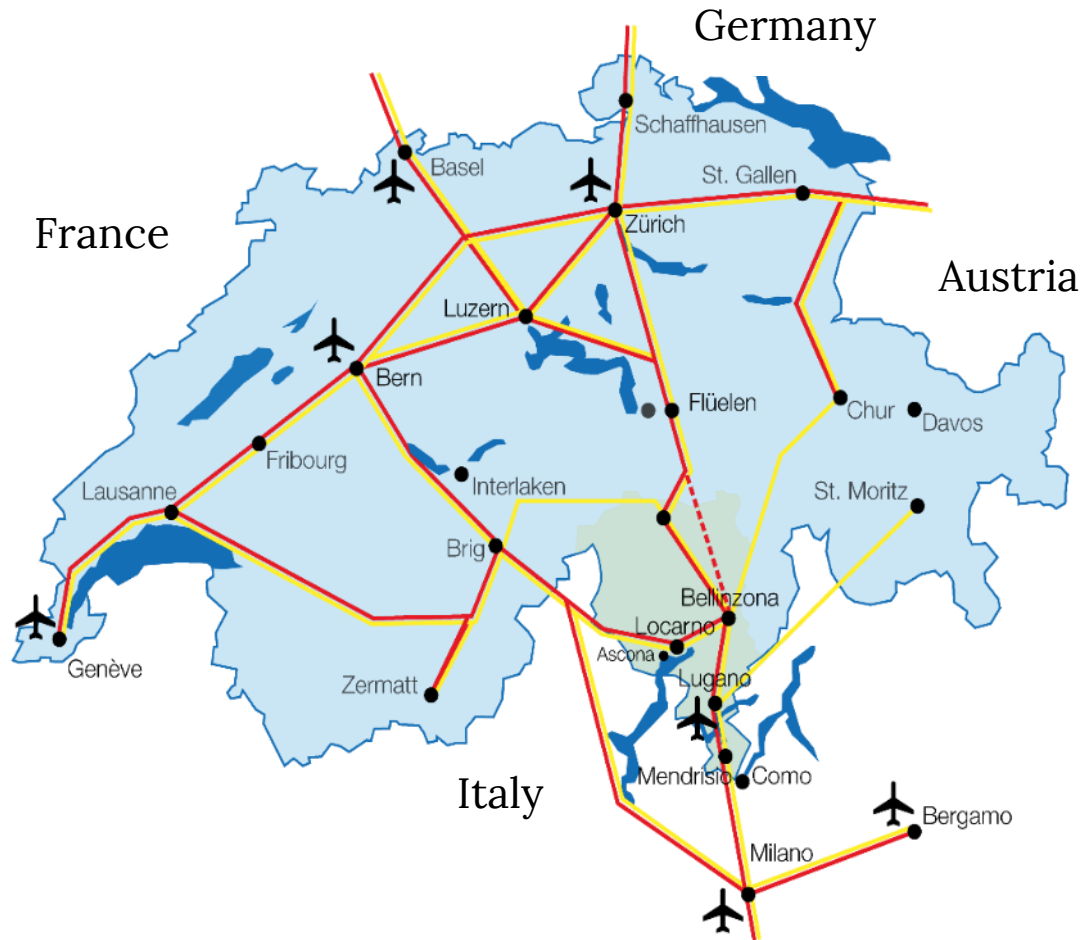 Germany
Schaffhausen
Basel
St. Gallen
France
Zürich
Austria
Luzern
Bern
Flüelen
Chur
Davos
Fribourg
Interlaken
Lausanne
St. Moritz
Brig
Bellinzona
Locarno
Ascona
Genève
Zermatt
Lugano
Mendrisio
Como
Italy
Bergamo
Milano